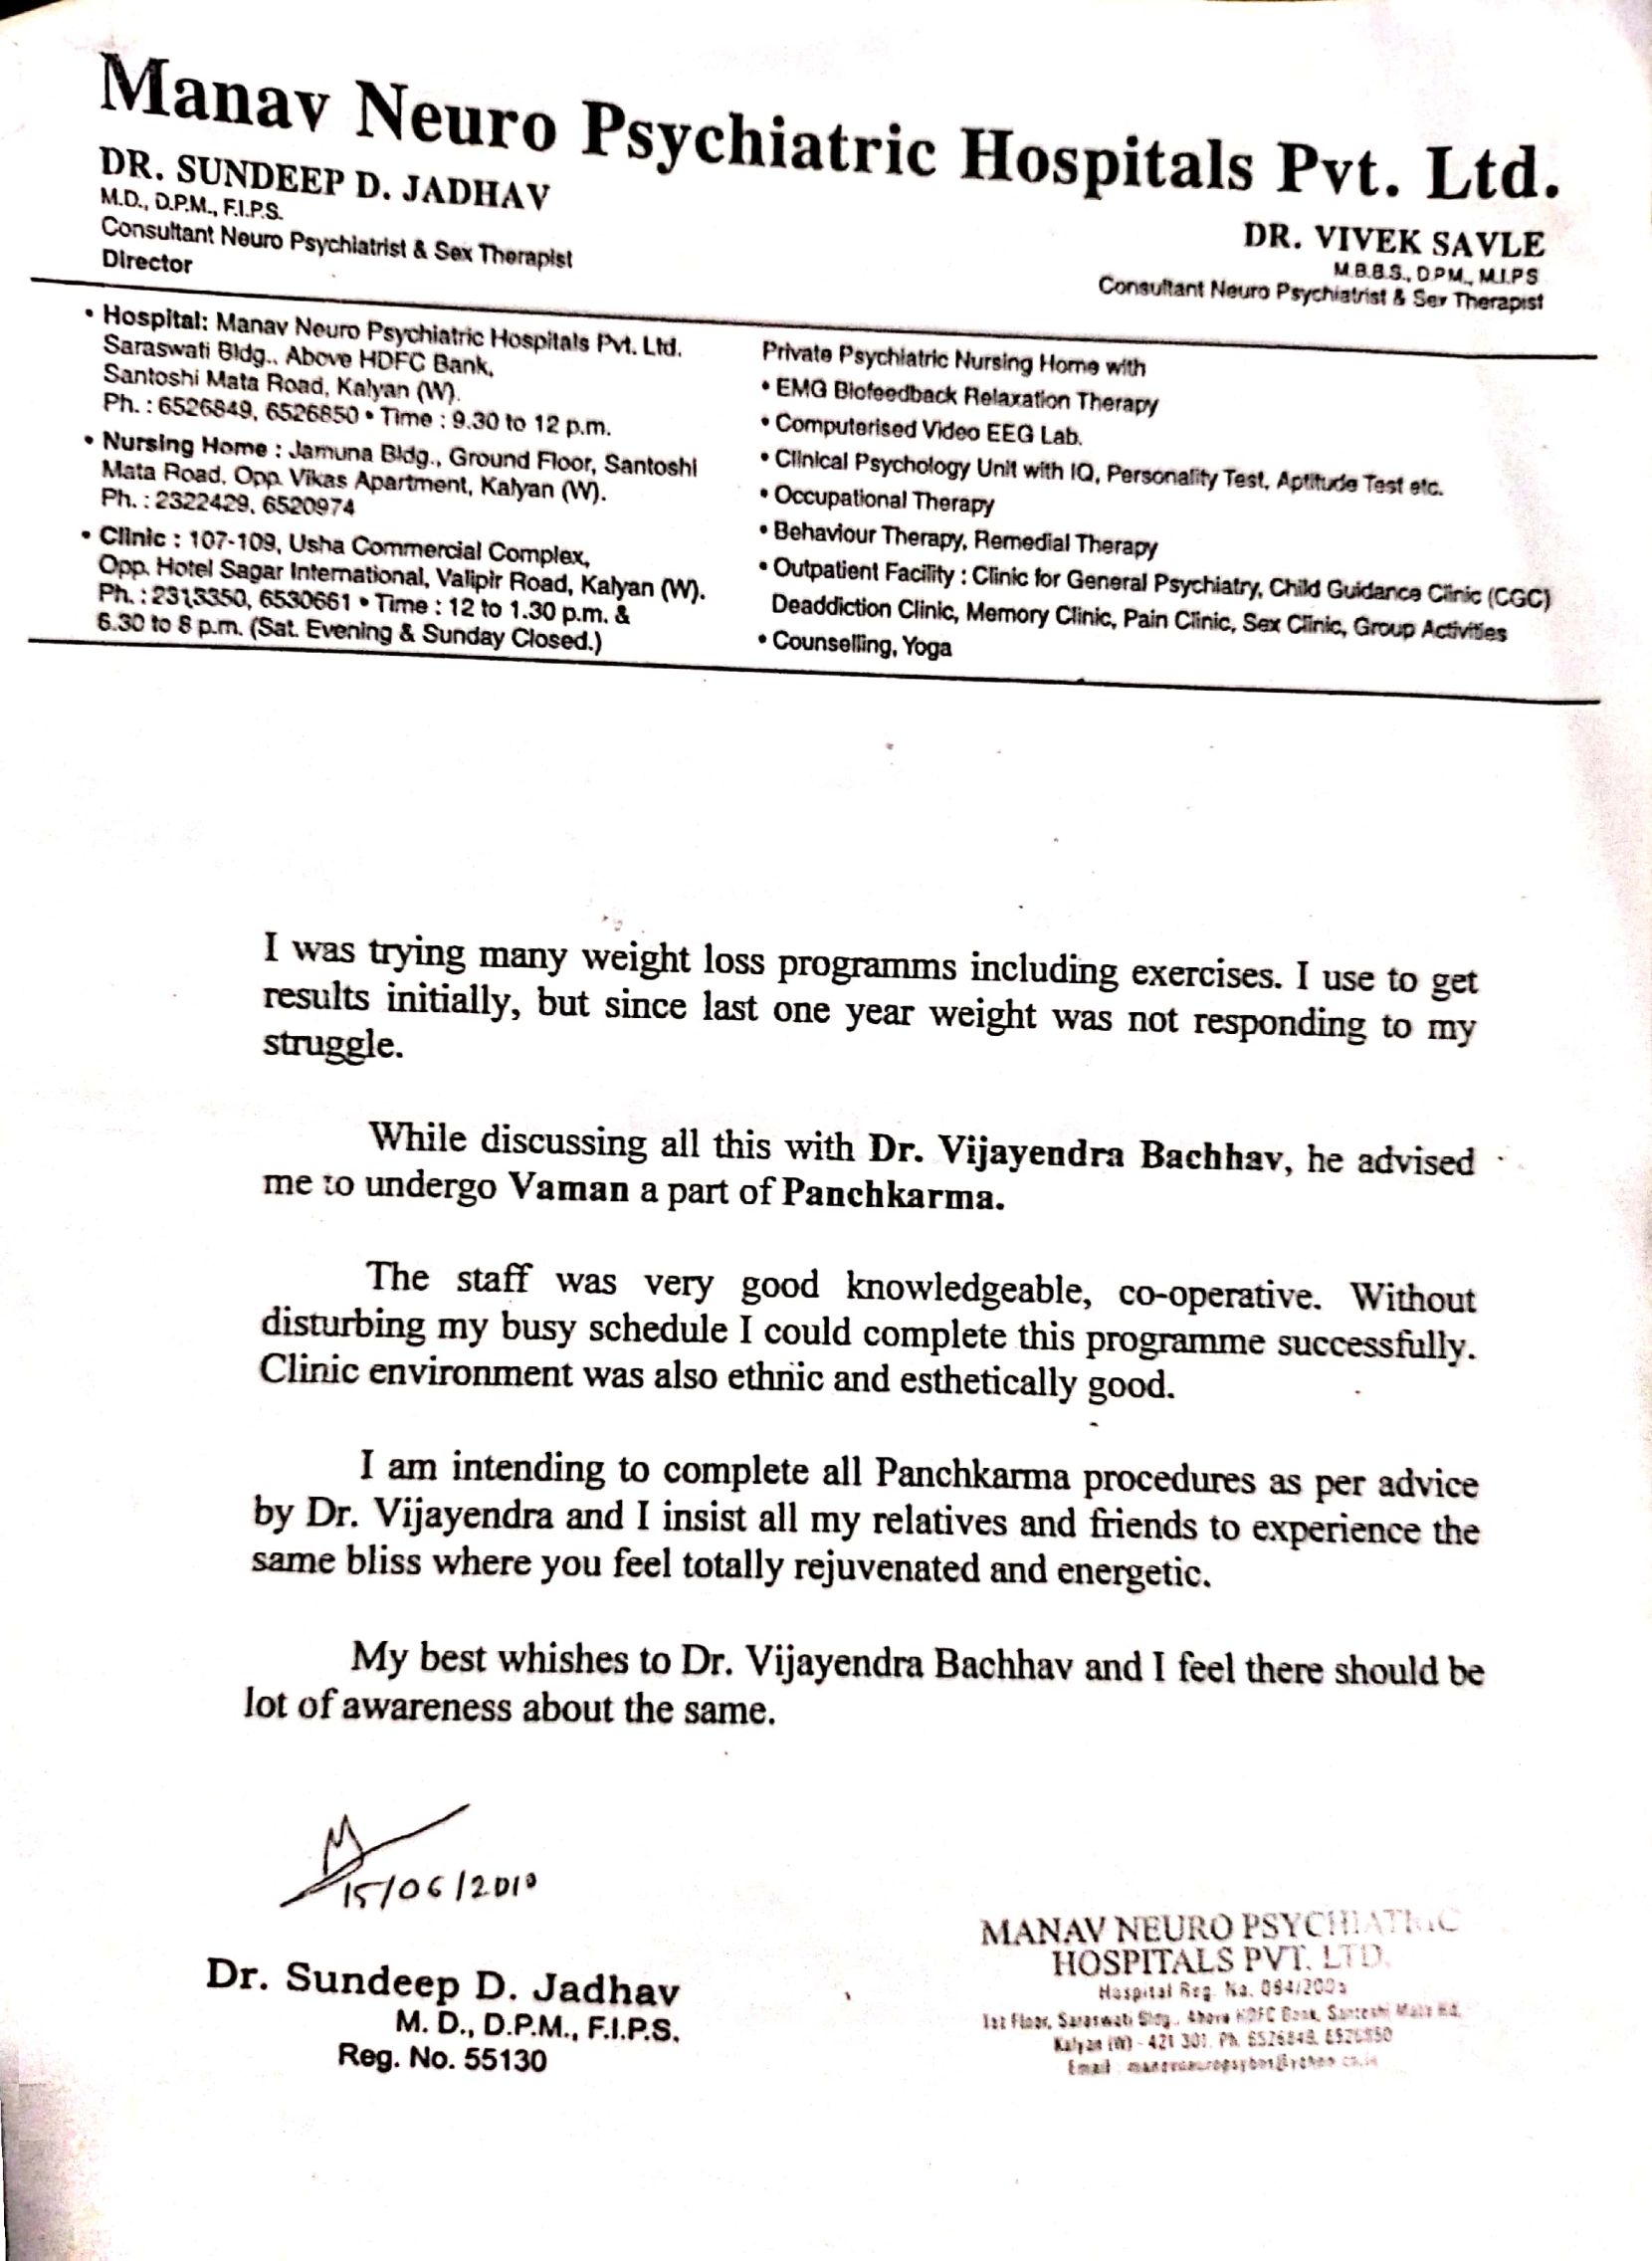 Manav Neuro Psychiatric Hospitals Pvt. Ltd.
DR. SUNDEEP D. JADHAV
M.D., D.P.M., F.I.P.S.
Consultant Neuro Psychiatrist & Sex Therapist
Director
DR. VIVEK SAVLE
M.B.B.S., D.P.M., M.I.P.S
Consultant Neuro Psychiatrist & Sex Therapist
• Hospital: Manav Neuro Psychiatric Hospitals Pvt. Ltd.
Saraswati Bldg., Above HDFC Bank,
Santoshi Mata Road, Kalyan (W).
Ph. : 6526849, 6526850 • Time : 9.30 to 12 p.m.
• Nursing Home : Jamuna Bldg., Ground Floor, Santoshi
Mata Road, Opp. Vikas Apartment, Kalyan (W).
Ph. : 2322429, 6520974
• Clinic : 107-109, Usha Commercial Complex,
Opp. Hotel Sagar International, Valipir Road, Kalyan (W).
Ph. : 2313350, 6530661 • Time : 12 to 1.30 p.m. &
6.30 to 8 p.m. (Sat. Evening & Sunday Closed.)
Private Psychiatric Nursing Home with
• EMG Biofeedback Relaxation Therapy
• Computerised Video EEG Lab.
• Clinical Psychology Unit with IQ, Personality Test, Aptitude Test etc.
• Occupational Therapy
• Behaviour Therapy, Remedial Therapy
• Outpatient Facility : Clinic for General Psychiatry, Child Guidance Clinic (CGC)
Deaddiction Clinic, Memory Clinic, Pain Clinic, Sex Clinic, Group Activities
• Counselling, Yoga
I was trying many weight loss programms including exercises. I use to get
results initially, but since last one year weight was not responding to my
struggle.
While discussing all this with Dr. Vijayendra Bachhav, he advised
me to undergo Vaman a part of Panchkarma.
The staff was very good knowledgeable, co-operative. Without
disturbing my busy schedule I could complete this programme successfully.
Clinic environment was also ethnic and esthetically good.
I am intending to complete all Panchkarma procedures as per advice
by Dr. Vijayendra and I insist all my relatives and friends to experience the
same bliss where you feel totally rejuvenated and energetic.
My best whishes to Dr. Vijayendra Bachhav and I feel there should be
lot of awareness about the same.
15/06/2010
Dr. Sundeep D. Jadhav
M. D., D.P.M., F.I.P.S.
Reg. No. 55130
MANAV NEURO PSYCHIATRIC
HOSPITALS PVT. LTD.
Hospital Reg. No.
1st Floor, Saraswati Bldg., Above HDFC Bank, Santoshi Mata Rd.
Kalyan (W) - 421 301. Ph. 6526849, 6526850
Email